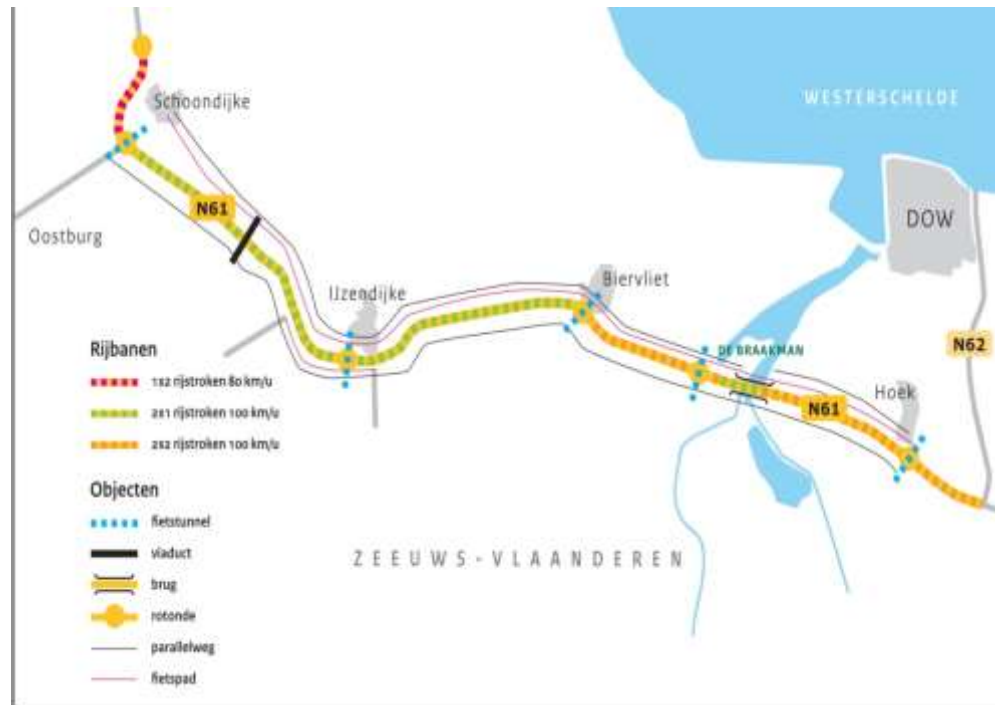 Schoondijke
WESTERSCHELDE
N61
DOW
Oostburg
Biervliet
IJzendijke
N62
DE BRAAKMAN
Hoek
N61
Rijbanen
1x2 rijstroken 80 km/u
2x1 rijstroken 100 km/u
2x2 rijstroken 100 km/u
Objecten
fietstunnel
viaduct
brug
rotonde
parallelweg
fietspad
ZEEUWS-VLAANDEREN